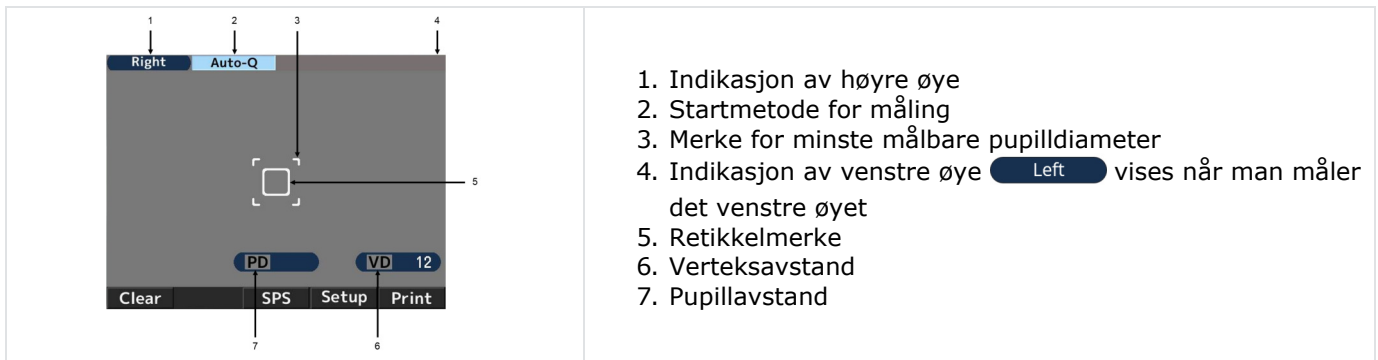 1 2 3 4
Right Auto-Q
5
PD VD 12
Clear SPS Setup Print
7 6
1. Indikasjon av høyre øye
2. Startmetode for måling
3. Merke for minste målbare pupilldiameter
4. Indikasjon av venstre øye Left vises når man måler
det venstre øyet
5. Retikkelmerke
6. Verteksavstand
7. Pupillavstand